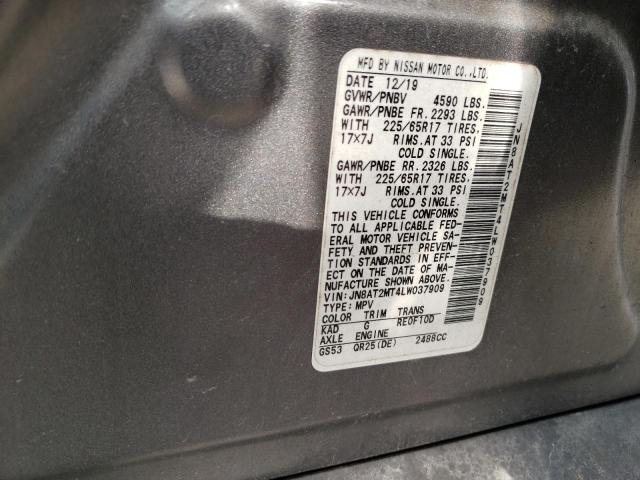 MFD BY NISSAN MOTOR CO.,LTD.
DATE 12/19
GVWR/PNBV 4590 LBS.
GAWR/PNBE FR. 2293 LBS.
WITH 225/65R17 TIRES,
17x7J RIMS.AT 33 PSI
COLD SINGLE.
GAWR/PNBE RR. 2326 LBS.
WITH 225/65R17 TIRES,
17x7J RIMS.AT 33 PSI
COLD SINGLE.
THIS VEHICLE CONFORMS
TO ALL APPLICABLE FED-
ERAL MOTOR VEHICLE SA-
FETY AND THEFT PREVEN-
TION STANDARDS IN EFF-
ECT ON THE DATE OF MA-
NUFACTURE SHOWN ABOVE.
VIN:JN8AT2MT4LW037909
TYPE:MPV
COLOR TRIM TRANS
KAD G RE0F10D
AXLE ENGINE
GS53 QR25(DE) 2488CC
JN8AT2MT4LW037909